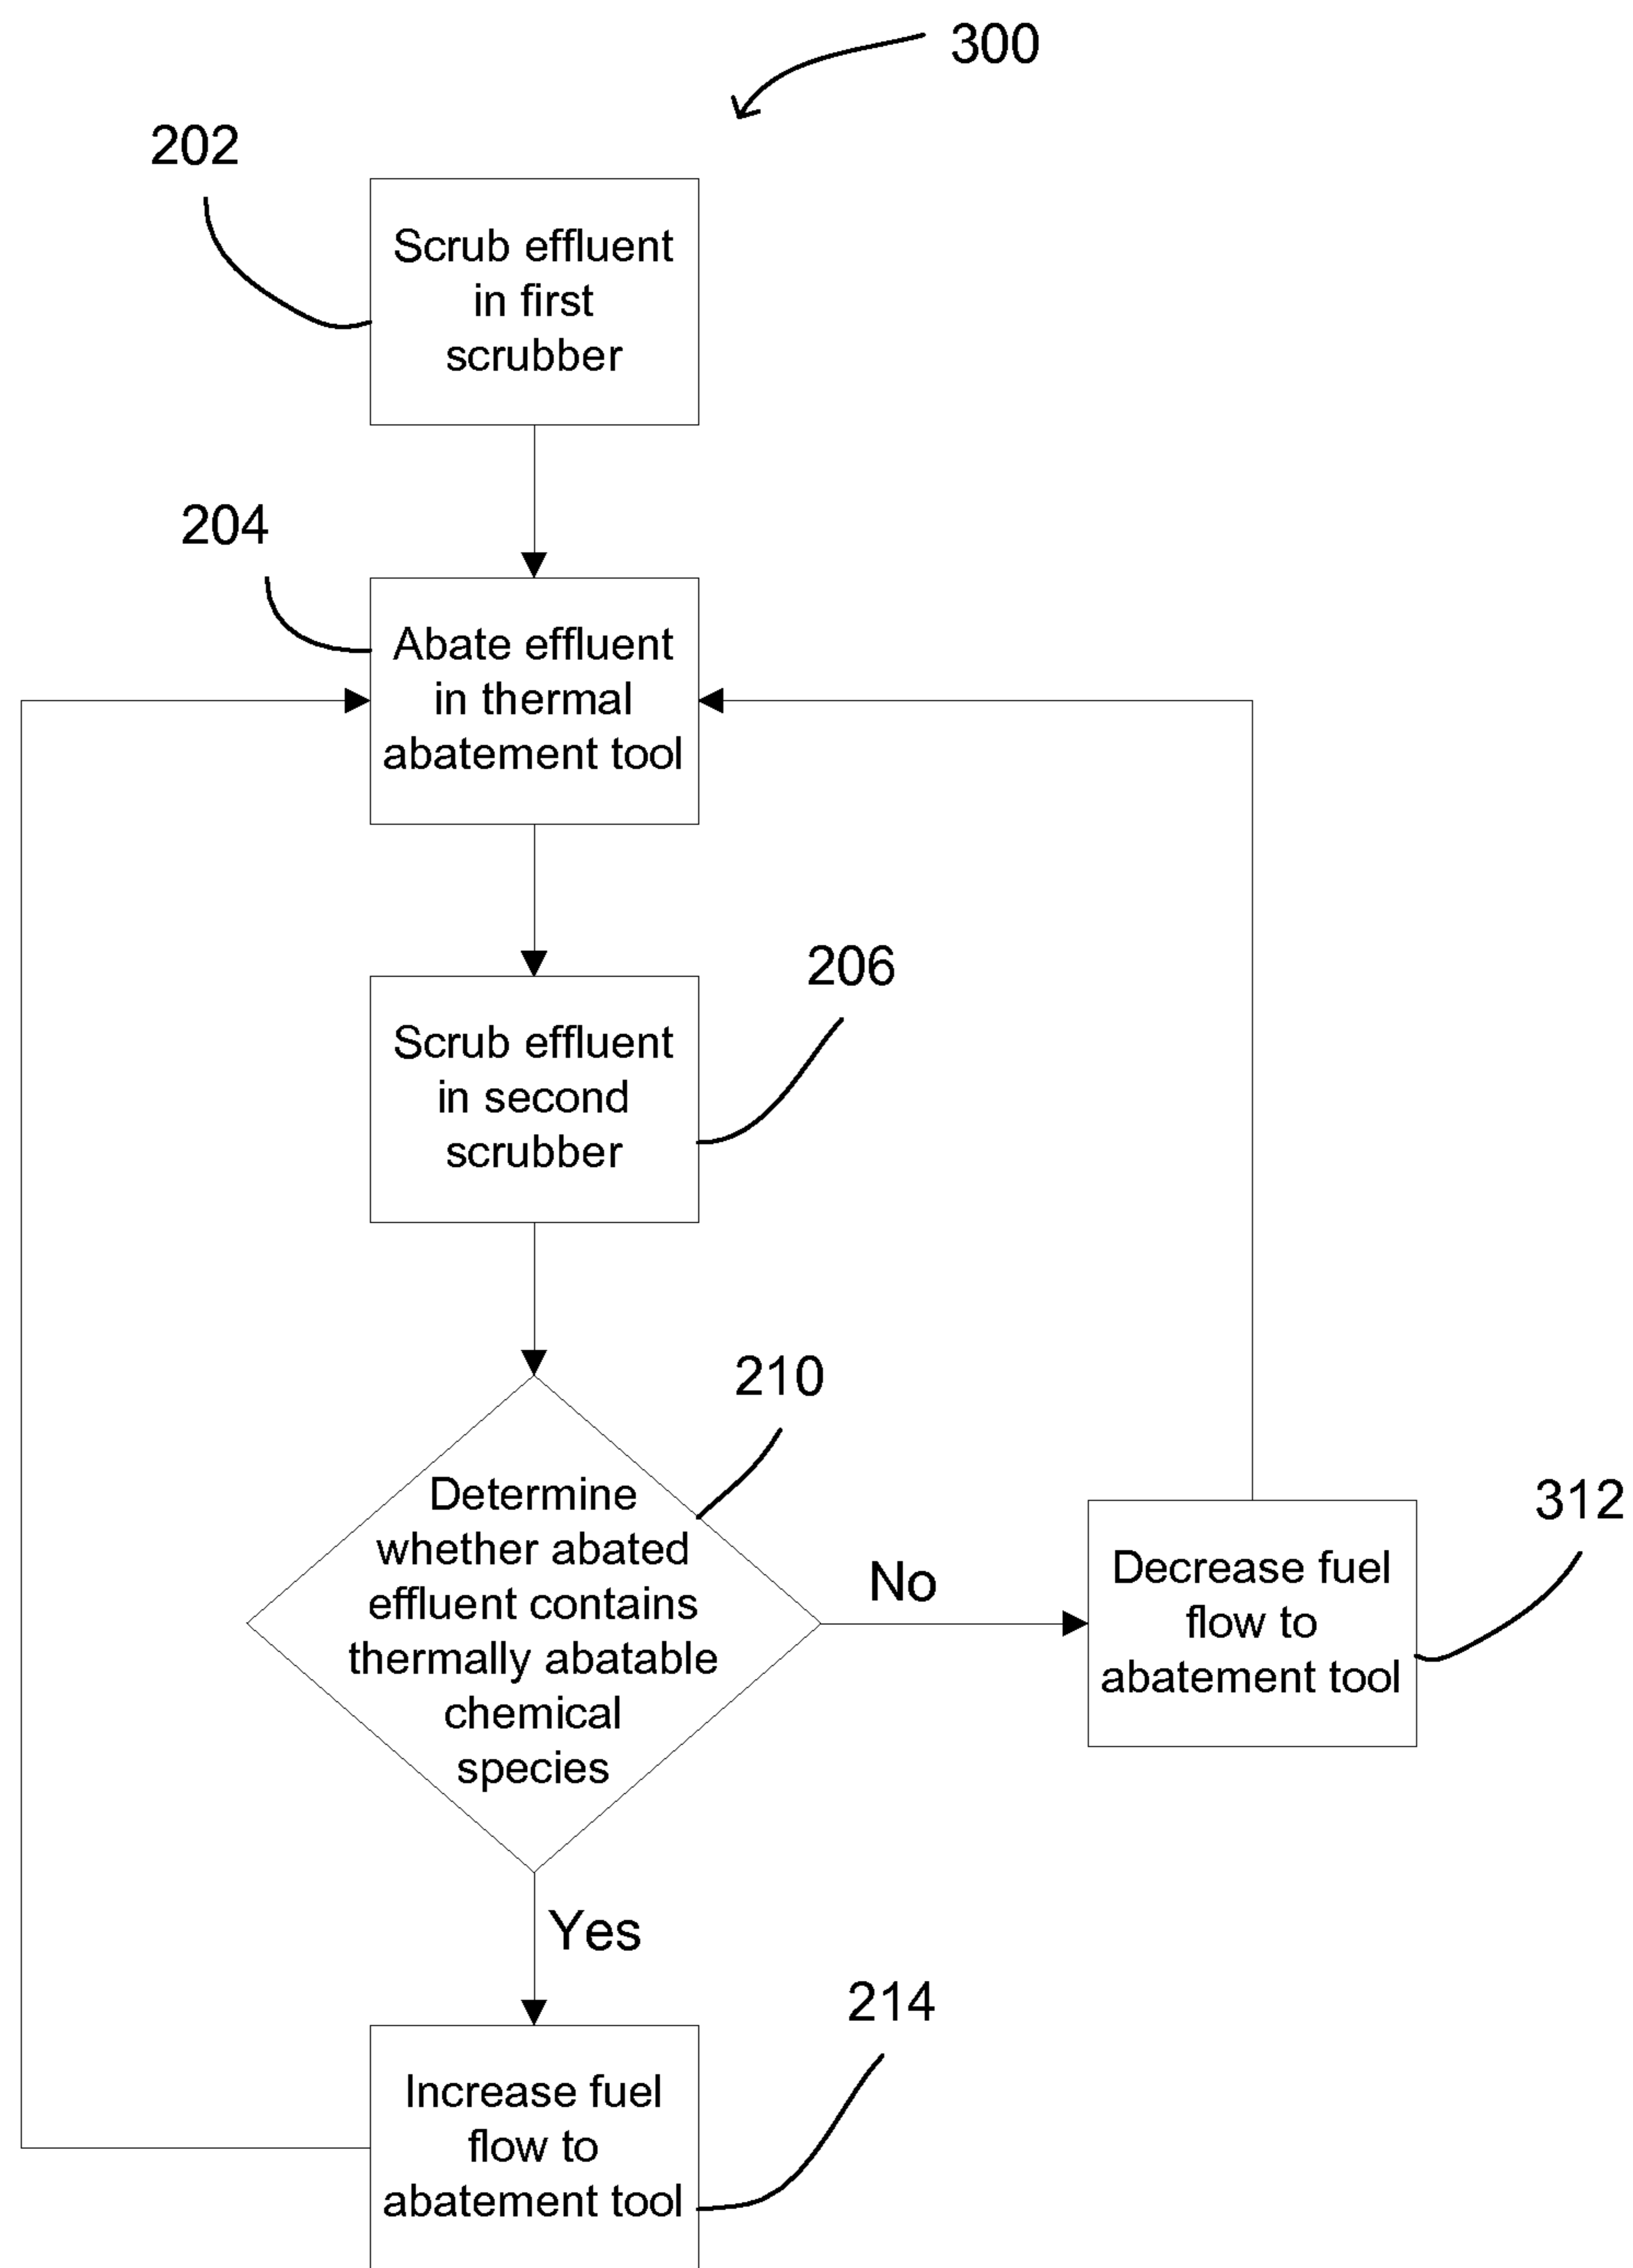 300
202
Scrub effluent
in first
scrubber
204
Abate effluent
in thermal
abatement tool
206
Scrub effluent
in second
scrubber
210
Determine
whether abated
effluent contains
thermally abatable
chemical
species
No
312
Decrease fuel
flow to
abatement tool
Yes
214
Increase fuel
flow to
abatement tool